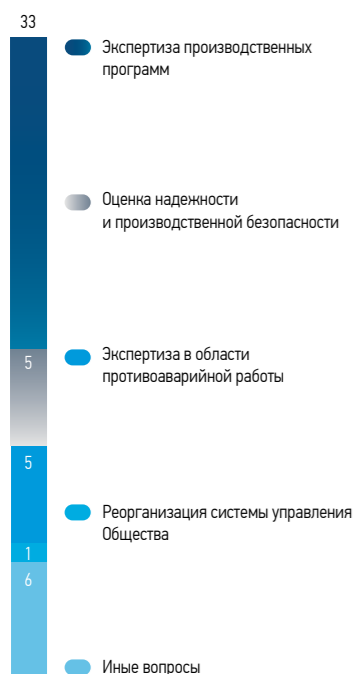 33
Экспертиза производственных
программ
Оценка надежности
и производственной безопасности
5
Экспертиза в области
противоаварийной работы
5
Реорганизация системы управления
Общества
1
6
Иные вопросы